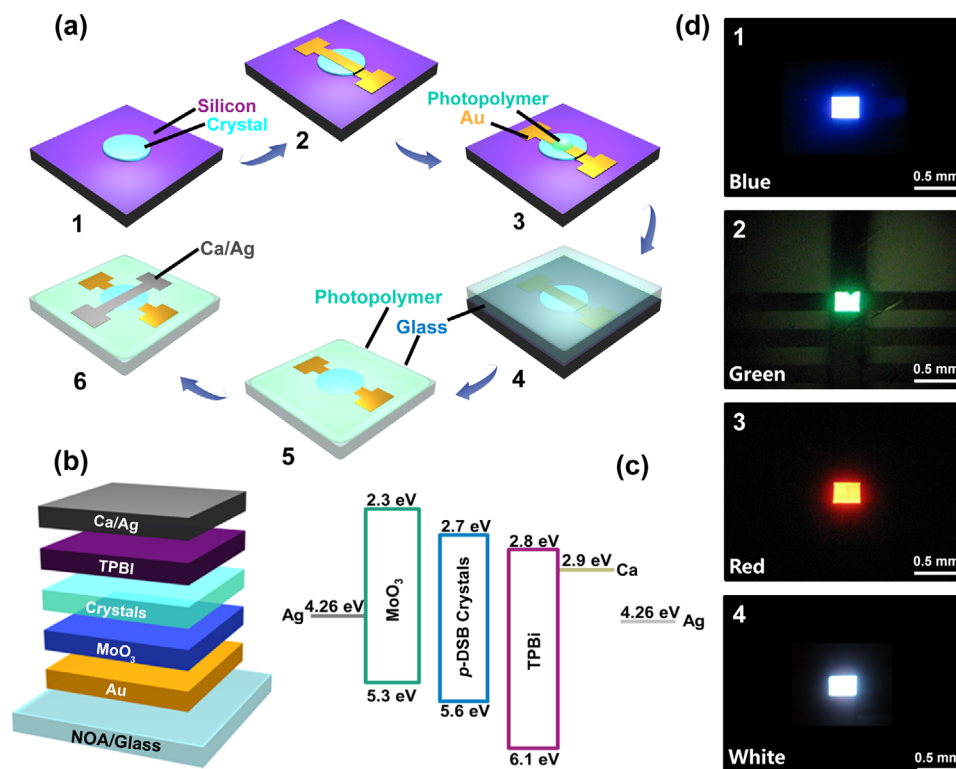 (a)
Silicon
Crystal
1
2
Photopolymer
Au
3
Glass
4
Photopolymer
5
Ca/Ag
6
(b)
Ca/Ag
TPBI
Crystals
MoO₃
Au
NOA/Glass
(c)
Ag
4.26 eV
2.3 eV
MoO₃
5.3 eV
2.7 eV
p-DSB Crystals
5.6 eV
2.8 eV
TPBi
6.1 eV
2.9 eV
Ca
4.26 eV
Ag
(d)
1
Blue
0.5 mm
2
Green
0.5 mm
3
Red
0.5 mm
4
White
0.5 mm